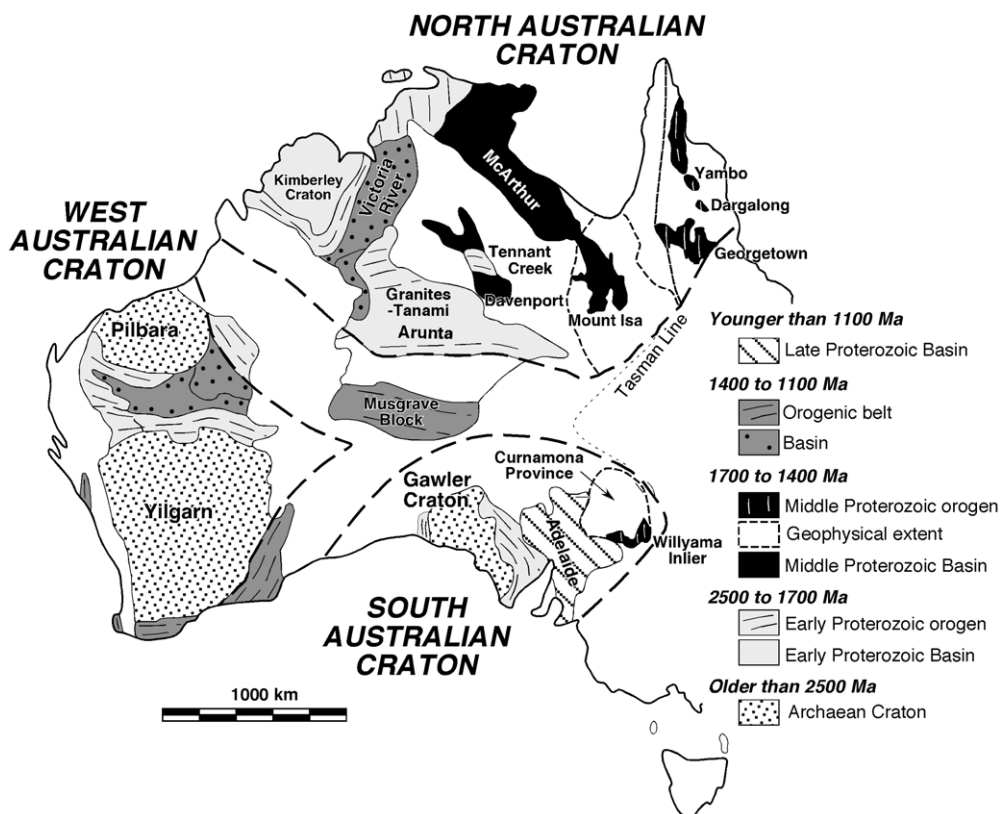 NORTH AUSTRALIAN
CRATON
WEST
AUSTRALIAN
CRATON
SOUTH
AUSTRALIAN
CRATON
Kimberley
Craton
Victoria
River
McArthur
Yambo
Dargalong
Georgetown
Tennant
Creek
Davenport
Mount Isa
Granites
-Tanami
Arunta
Pilbara
Musgrave
Block
Tasman Line
Yilgarn
Gawler
Craton
Curnamona
Province
Adelaide
Willyama
Inlier
1000 km
Younger than 1100 Ma
Late Proterozoic Basin
1400 to 1100 Ma
Orogenic belt
Basin
1700 to 1400 Ma
Middle Proterozoic orogen
Geophysical extent
Middle Proterozoic Basin
2500 to 1700 Ma
Early Proterozoic orogen
Early Proterozoic Basin
Older than 2500 Ma
Archaean Craton